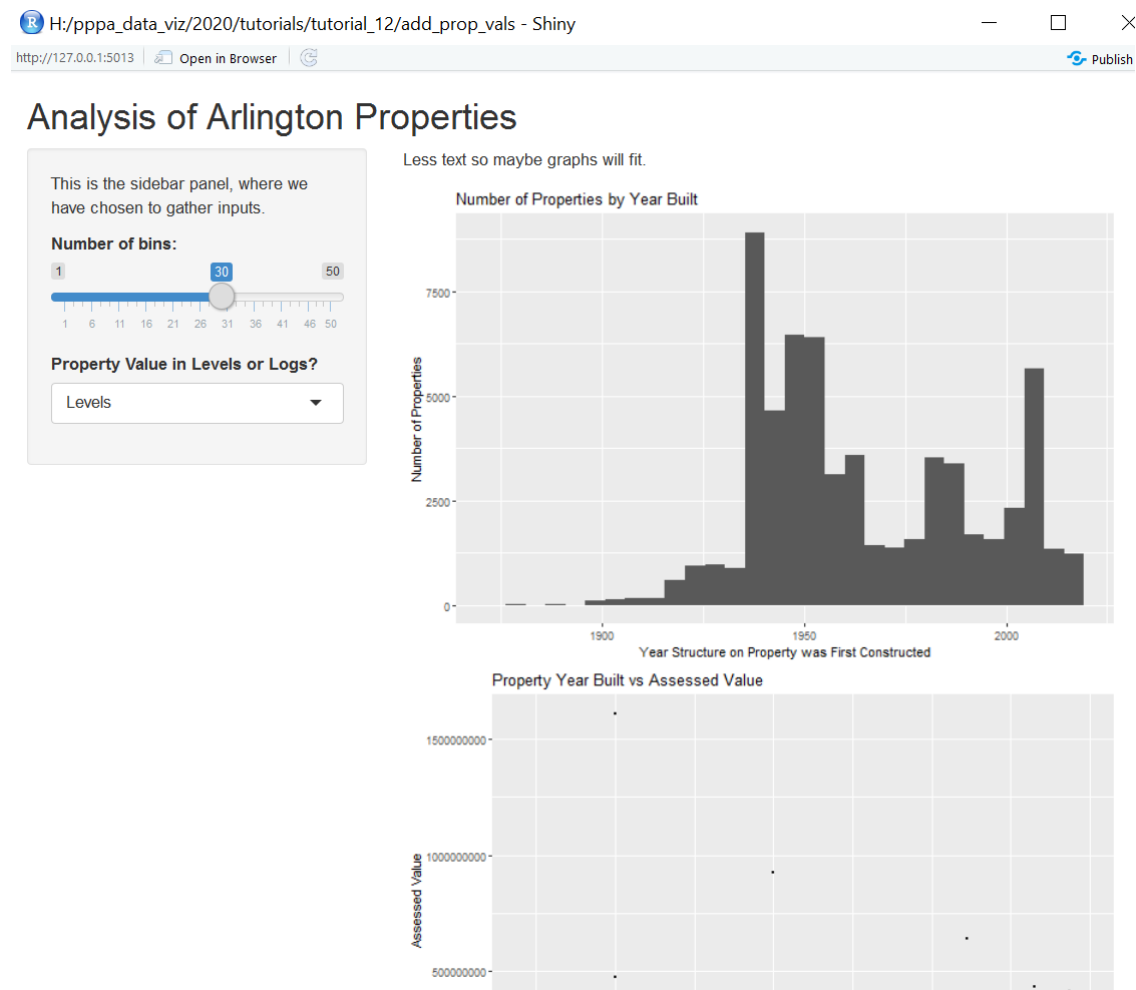 H:/pppa_data_viz/2020/tutorials/tutorial_12/add_prop_vals - Shiny
http://127.0.0.1:5013 Open in Browser Publish
Analysis of Arlington Properties
This is the sidebar panel, where we
have chosen to gather inputs.
Number of bins:
1 30 50
1 6 11 16 21 26 31 36 41 46 50
Property Value in Levels or Logs?
Levels
Less text so maybe graphs will fit.
Number of Properties by Year Built
Number of Properties
7500
5000
2500
0
1900 1950 2000
Year Structure on Property was First Constructed
Property Year Built vs Assessed Value
Assessed Value
1500000000
1000000000
500000000